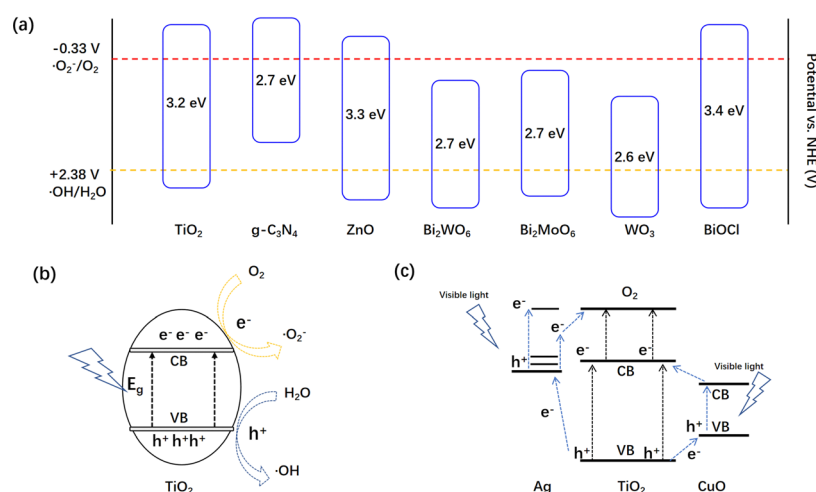 (a)
-0.33 V
·O₂⁻/O₂
+2.38 V
·OH/H₂O
3.2 eV
2.7 eV
3.3 eV
2.7 eV
2.7 eV
2.6 eV
3.4 eV
Potential vs. NHE (V)
TiO₂
g-C₃N₄
ZnO
Bi₂WO₆
Bi₂MoO₆
WO₃
BiOCl
(b)
O₂
e⁻ e⁻ e⁻
e⁻
·O₂⁻
CB
E₉
H₂O
VB
h⁺ h⁺h⁺
h⁺
·OH
TiO₂
(c)
Visible light
e⁻
e⁻
O₂
h⁺
e⁻
e⁻
CB
Visible light
CB
e⁻
h⁺
VB
h⁺
VB
h⁺
e⁻
Ag
TiO₂
CuO